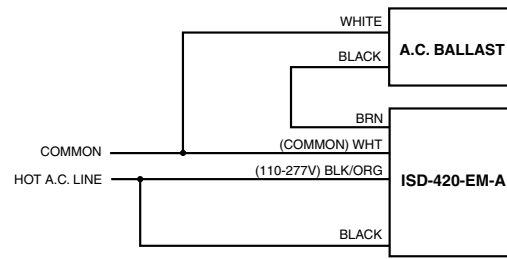 WHITE
A.C. BALLAST
BLACK
BRN
COMMON
(COMMON) WHT
HOT A.C. LINE
(110-277V) BLK/ORG
ISD-420-EM-A
BLACK